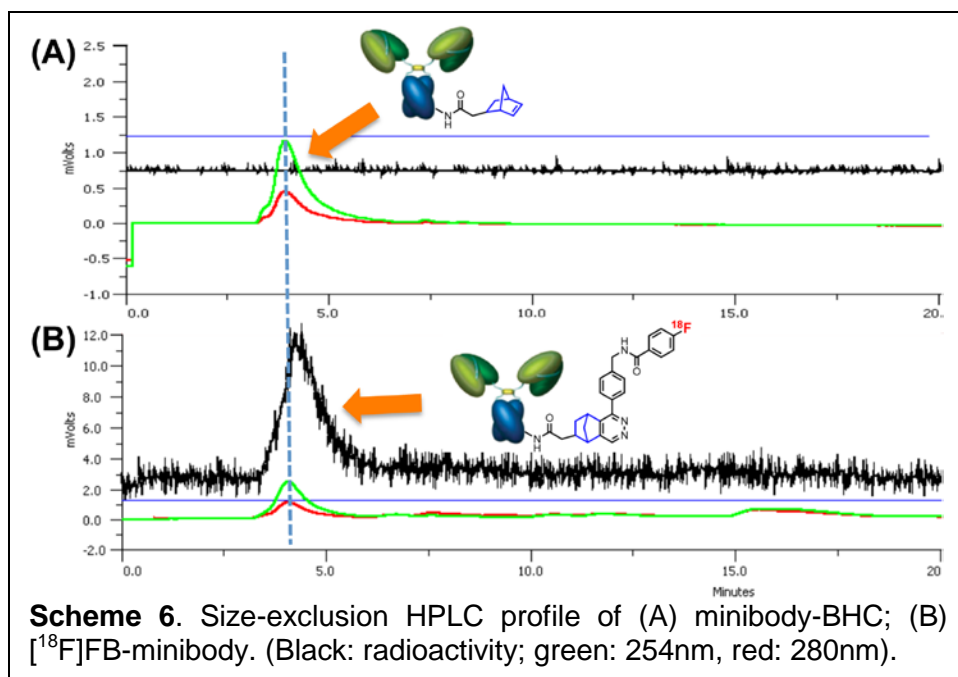 (A)
2.5
2.0
1.5
1.0
0.5
0.0
-0.5
-1.0
mVolts
O
N
H
0.0
5.0
10.0
15.0
20.
(B)
12.0
10.0
8.0
6.0
4.0
2.0
0.0
-2.0
mVolts
18F
H
N
O
O
N
H
N
N
0.0
5.0
10.0
15.0
20
Minutes
Scheme 6. Size-exclusion HPLC profile of (A) minibody-BHC; (B)
[18F]FB-minibody. (Black: radioactivity; green: 254nm, red: 280nm).